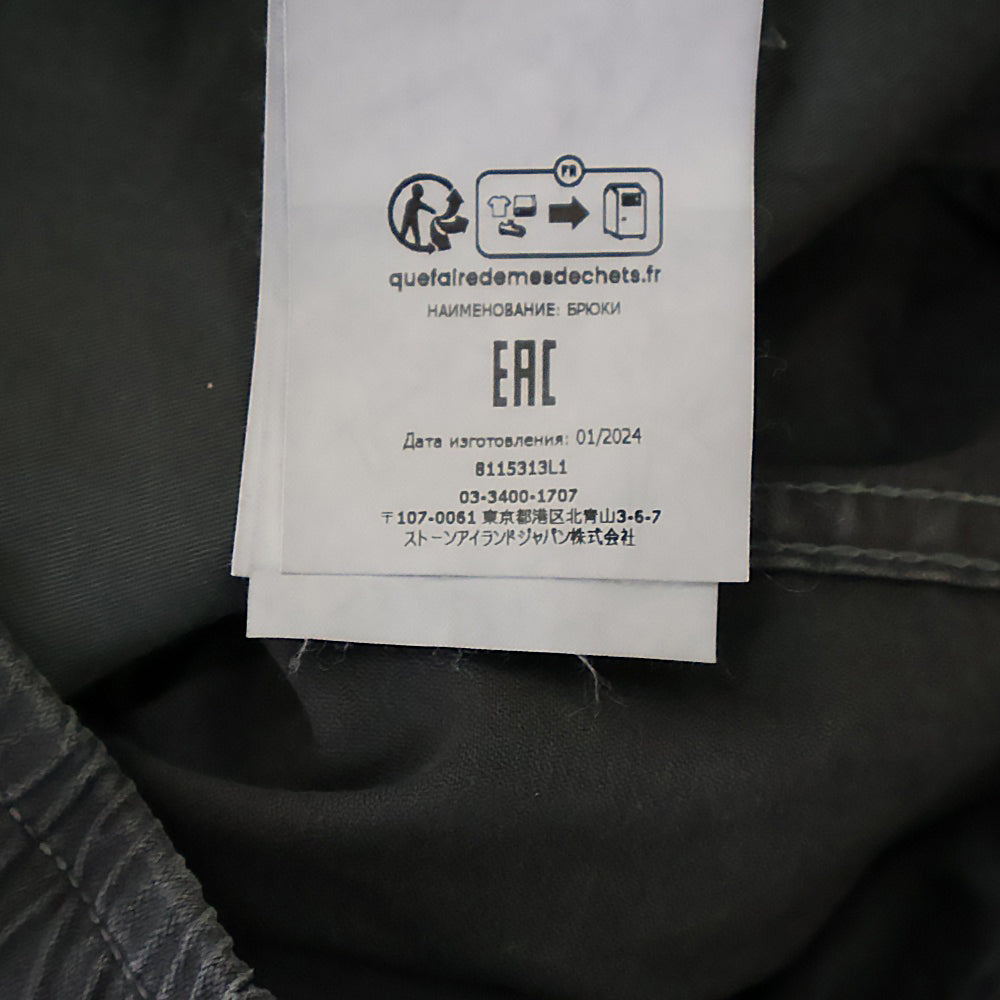 FR
quefairedemesdechets.fr
НАИМЕНОВАНИЕ: БРЮКИ
EAC
Дата изготовления: 01/2024
8115313L1
03-3400-1707
〒107-0061 東京都港区北青山3-6-7
ストーンアイランドジャパン株式会社